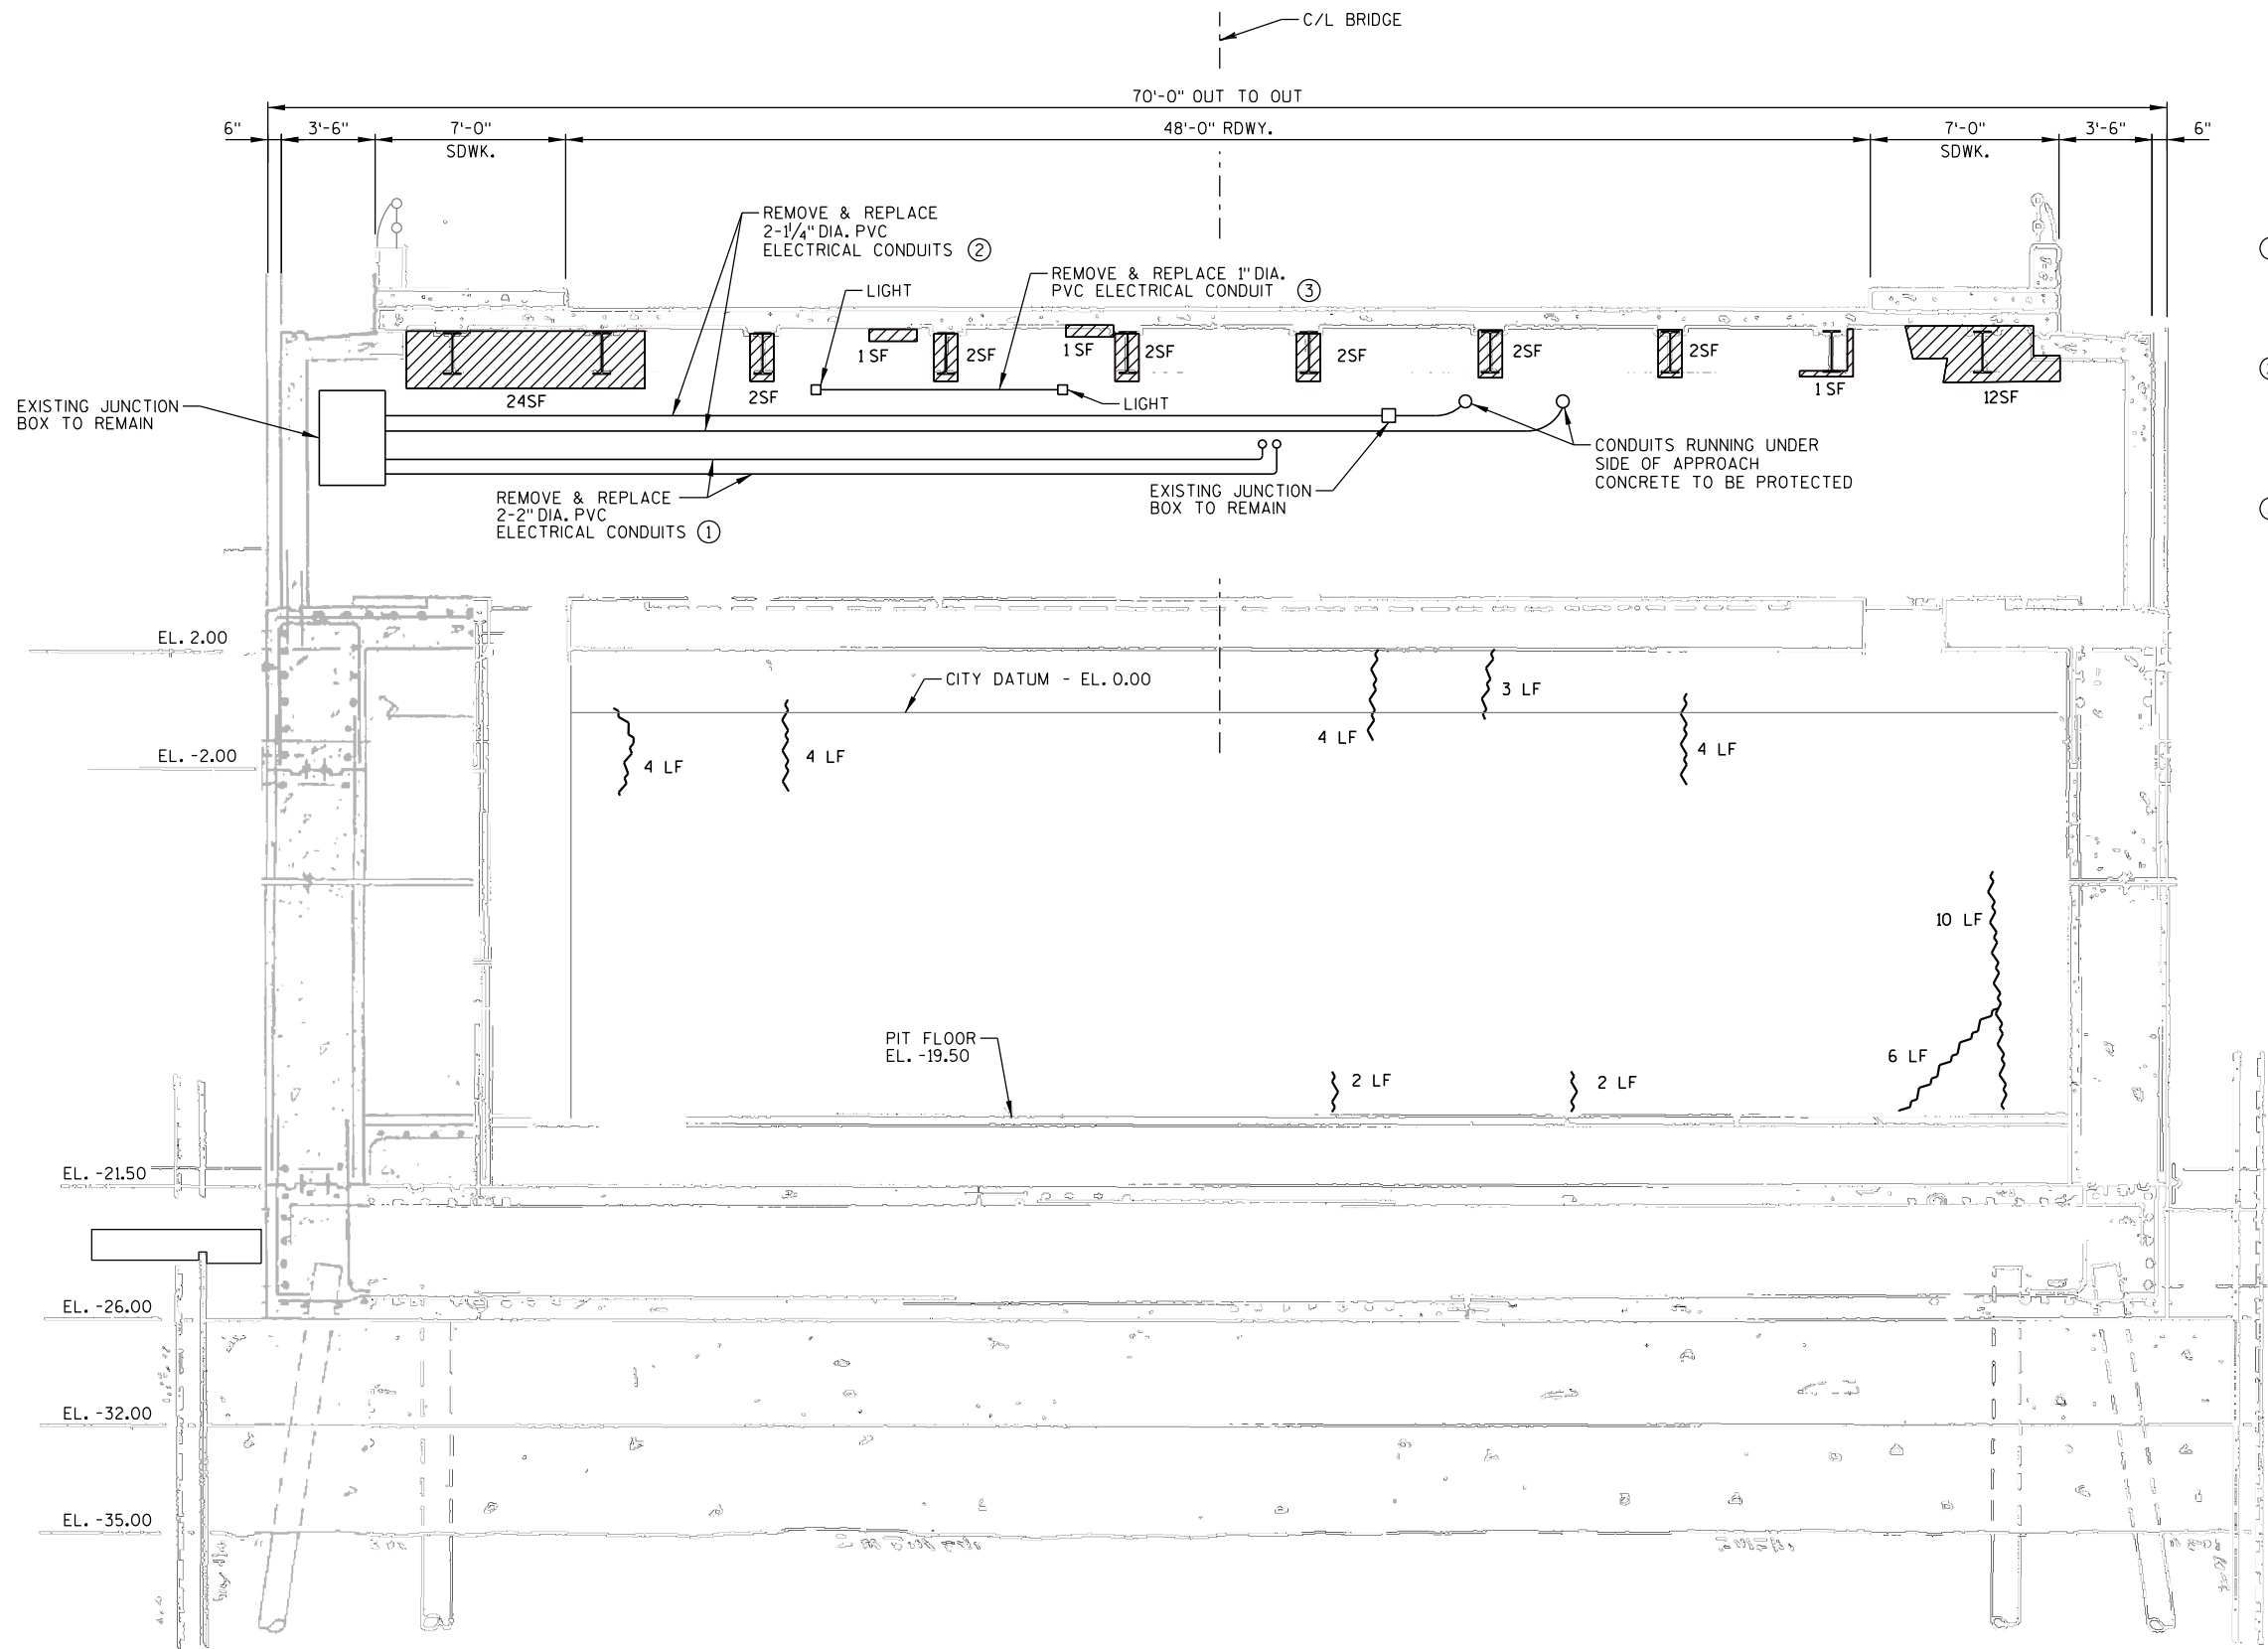 C/L BRIDGE
70'-0" OUT TO OUT
6"
3'-6"
7'-0"
SDWK.
48'-0" RDWY.
7'-0"
SDWK.
3'-6"
6"
REMOVE & REPLACE
2-1 1/4" DIA. PVC
ELECTRICAL CONDUITS ②
REMOVE & REPLACE 1" DIA.
PVC ELECTRICAL CONDUIT ③
LIGHT
1 SF
2SF
1 SF
2SF
2SF
2SF
2SF
1 SF
12SF
24SF
2SF
LIGHT
EXISTING JUNCTION
BOX TO REMAIN
CONDUITS RUNNING UNDER
SIDE OF APPROACH
CONCRETE TO BE PROTECTED
EXISTING JUNCTION
BOX TO REMAIN
REMOVE & REPLACE
2-2" DIA. PVC
ELECTRICAL CONDUITS ①
EL. 2.00
CITY DATUM - EL. 0.00
3 LF
4 LF
4 LF
EL. -2.00
4 LF
4 LF
10 LF
PIT FLOOR
EL. -19.50
6 LF
2 LF
2 LF
EL. -21.50
EL. -26.00
EL. -32.00
EL. -35.00